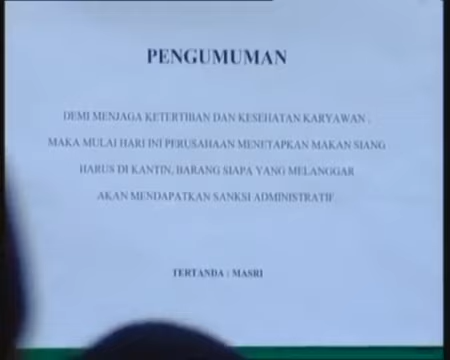 PENGUMUMAN
DEMI MENJAGA KETERTIBAN DAN KESEHATAN KARYAWAN ,
MAKA MULAI HARI INI PERUSAHAAN MENETAPKAN MAKAN SIANG
HARUS DI KANTIN, BARANG SIAPA YANG MELANGGAR
AKAN MENDAPATKAN SANKSI ADMINISTRATIF
TERTANDA : MASRI